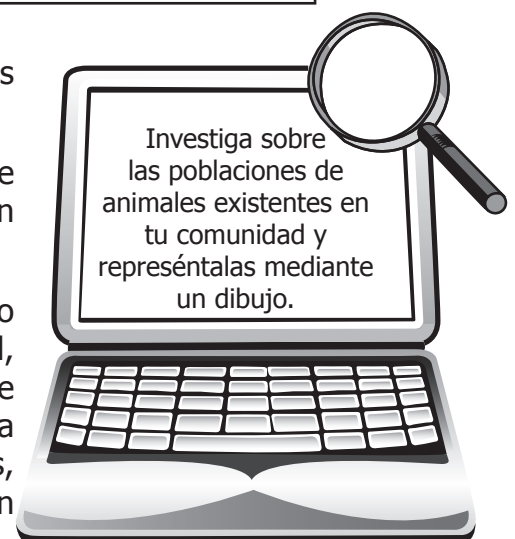 Investiga sobre
las poblaciones de
animales existentes en
tu comunidad y
represéntalas mediante
un dibujo.